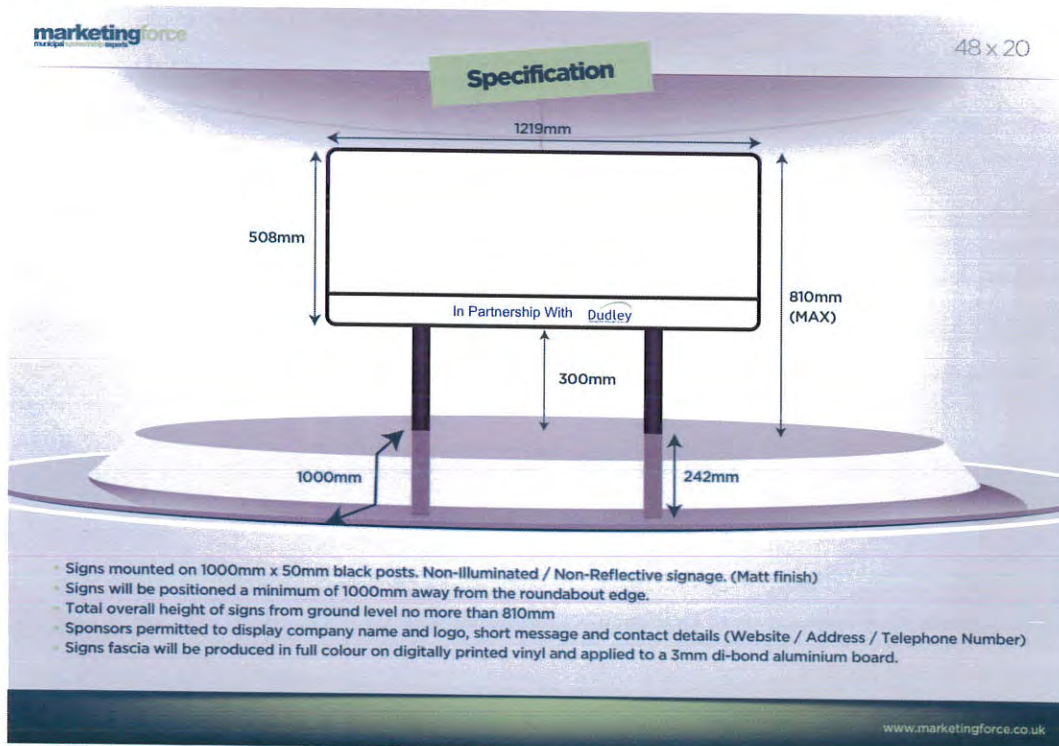 marketingforce
municipal sponsorship experts
48 x 20
Specification
1219mm
508mm
810mm
(MAX)
In Partnership With Dudley
300mm
1000mm
242mm
Signs mounted on 1000mm x 50mm black posts. Non-Illuminated / Non-Reflective signage. (Matt finish)
Signs will be positioned a minimum of 1000mm away from the roundabout edge.
Total overall height of signs from ground level no more than 810mm
Sponsors permitted to display company name and logo, short message and contact details (Website / Address / Telephone Number)
Signs fascia will be produced in full colour on digitally printed vinyl and applied to a 3mm di-bond aluminium board.
www.marketingforce.co.uk